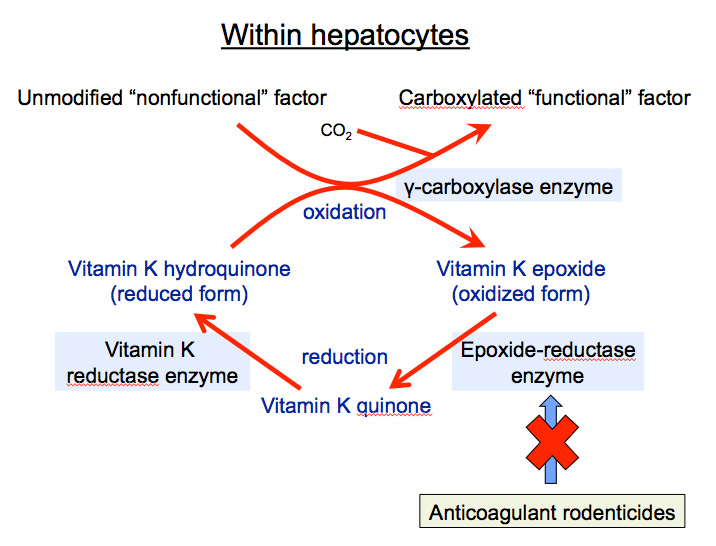 Within hepatocytes
Unmodified “nonfunctional” factor
Carboxylated “functional” factor
CO₂
γ-carboxylase enzyme
oxidation
Vitamin K hydroquinone
(reduced form)
Vitamin K epoxide
(oxidized form)
Vitamin K
reductase enzyme
reduction
Epoxide-reductase
enzyme
Vitamin K quinone
Anticoagulant rodenticides